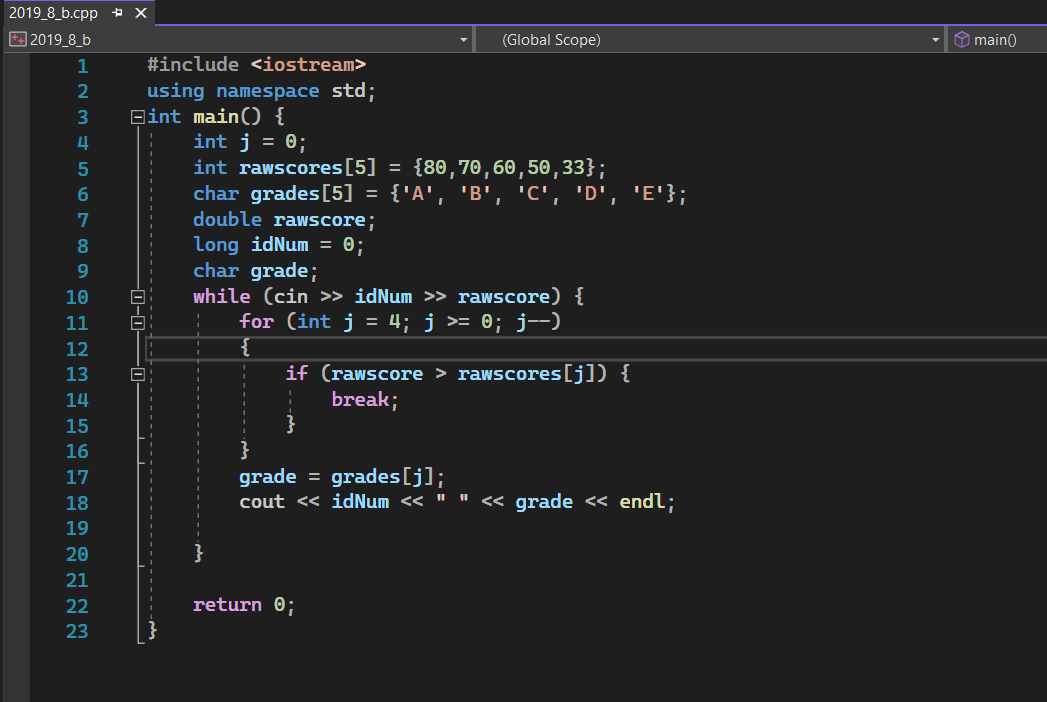 2019_8_b.cpp
2019_8_b (Global Scope) main()
1 #include <iostream>
2 using namespace std;
3 int main() {
4 int j = 0;
5 int rawscores[5] = {80,70,60,50,33};
6 char grades[5] = {'A', 'B', 'C', 'D', 'E'};
7 double rawscore;
8 long idNum = 0;
9 char grade;
10 while (cin >> idNum >> rawscore) {
11 for (int j = 4; j >= 0; j--)
12 {
13 if (rawscore > rawscores[j]) {
14 break;
15 }
16 }
17 grade = grades[j];
18 cout << idNum << " " << grade << endl;
19
20 }
21
22 return 0;
23 }